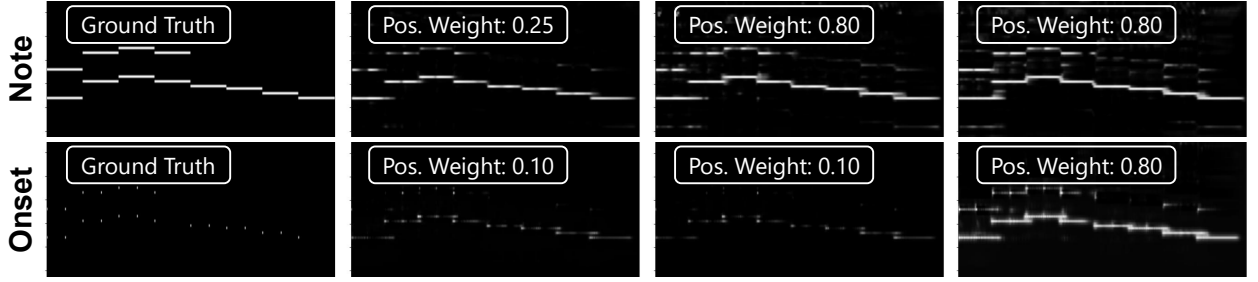 Note
Ground Truth
Pos. Weight: 0.25
Pos. Weight: 0.80
Pos. Weight: 0.80
Onset
Ground Truth
Pos. Weight: 0.10
Pos. Weight: 0.10
Pos. Weight: 0.80